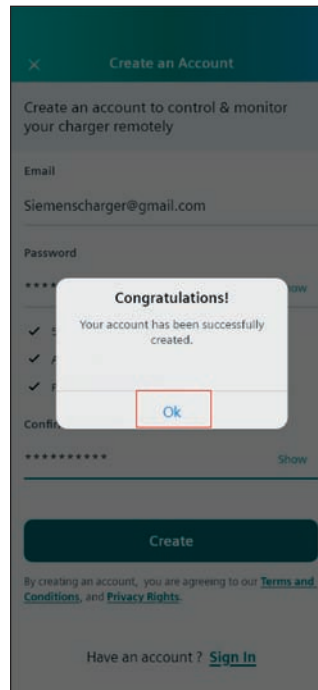 Create an Account
Create an account to control & monitor
your charger remotely
Email
Siemenscharger@gmail.com
Password
Congratulations!
Your account has been successfully
created.
Ok
**********
Show
Create
By creating an account, you are agreeing to our Terms and
Conditions, and Privacy Rights.
Have an account ? Sign In